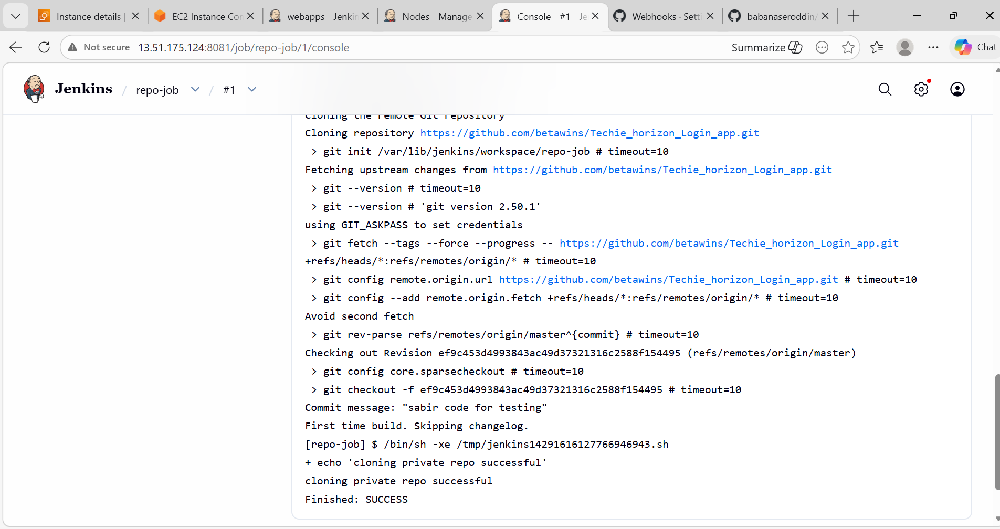 Instance details |
EC2 Instance Con
webapps - Jenkin
Nodes - Manage
Console - #1 - Je
Webhooks · Setti
babanaseroddin/
Not secure 13.51.175.124:8081/job/repo-job/1/console
Summarize
Chat
Jenkins / repo-job / #1
Cloning the remote Git repository
Cloning repository https://github.com/betawins/Techie_horizon_Login_app.git
> git init /var/lib/jenkins/workspace/repo-job # timeout=10
Fetching upstream changes from https://github.com/betawins/Techie_horizon_Login_app.git
> git --version # timeout=10
> git --version # 'git version 2.50.1'
using GIT_ASKPASS to set credentials
> git fetch --tags --force --progress -- https://github.com/betawins/Techie_horizon_Login_app.git
+refs/heads/*:refs/remotes/origin/* # timeout=10
> git config remote.origin.url https://github.com/betawins/Techie_horizon_Login_app.git # timeout=10
> git config --add remote.origin.fetch +refs/heads/*:refs/remotes/origin/* # timeout=10
Avoid second fetch
> git rev-parse refs/remotes/origin/master^{commit} # timeout=10
Checking out Revision ef9c453d4993843ac49d37321316c2588f154495 (refs/remotes/origin/master)
> git config core.sparsecheckout # timeout=10
> git checkout -f ef9c453d4993843ac49d37321316c2588f154495 # timeout=10
Commit message: "sabir code for testing"
First time build. Skipping changelog.
[repo-job] $ /bin/sh -xe /tmp/jenkins14291616127766946943.sh
+ echo 'cloning private repo successful'
cloning private repo successful
Finished: SUCCESS